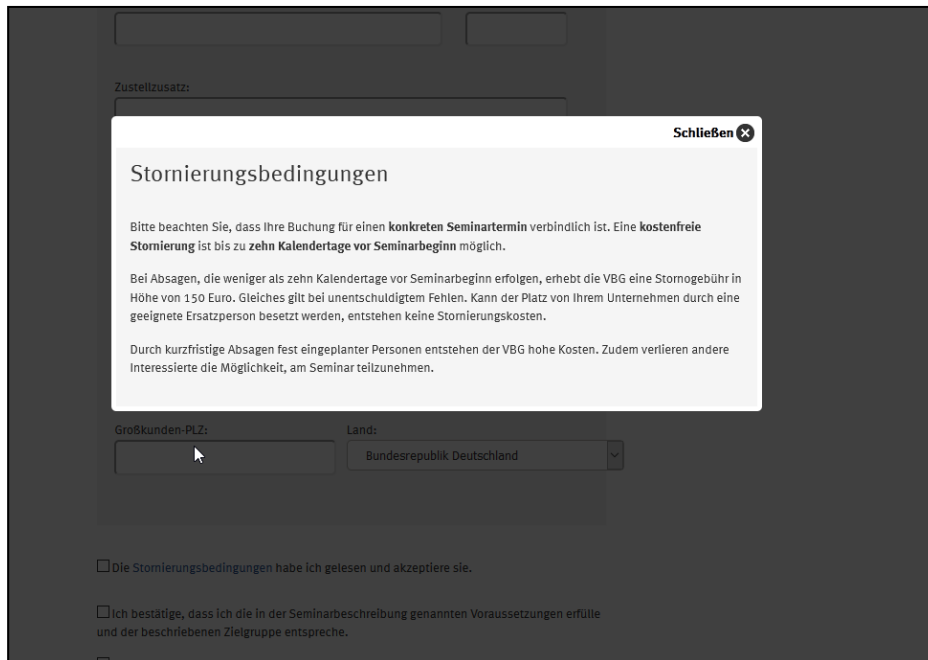 Zustellzusatz:
Schließen
Stornierungsbedingungen
Bitte beachten Sie, dass Ihre Buchung für einen konkreten Seminartermin verbindlich ist. Eine kostenfreie
Stornierung ist bis zu zehn Kalendertage vor Seminarbeginn möglich.
Bei Absagen, die weniger als zehn Kalendertage vor Seminarbeginn erfolgen, erhebt die VBG eine Stornogebühr in
Höhe von 150 Euro. Gleiches gilt bei unentschuldigtem Fehlen. Kann der Platz von Ihrem Unternehmen durch eine
geeignete Ersatzperson besetzt werden, entstehen keine Stornierungskosten.
Durch kurzfristige Absagen fest eingeplanter Personen entstehen der VBG hohe Kosten. Zudem verlieren andere
Interessierte die Möglichkeit, am Seminar teilzunehmen.
Großkunden-PLZ: Land:
Bundesrepublik Deutschland
Die Stornierungsbedingungen habe ich gelesen und akzeptiere sie.
Ich bestätige, dass ich die in der Seminarbeschreibung genannten Voraussetzungen erfülle
und der beschriebenen Zielgruppe entspreche.